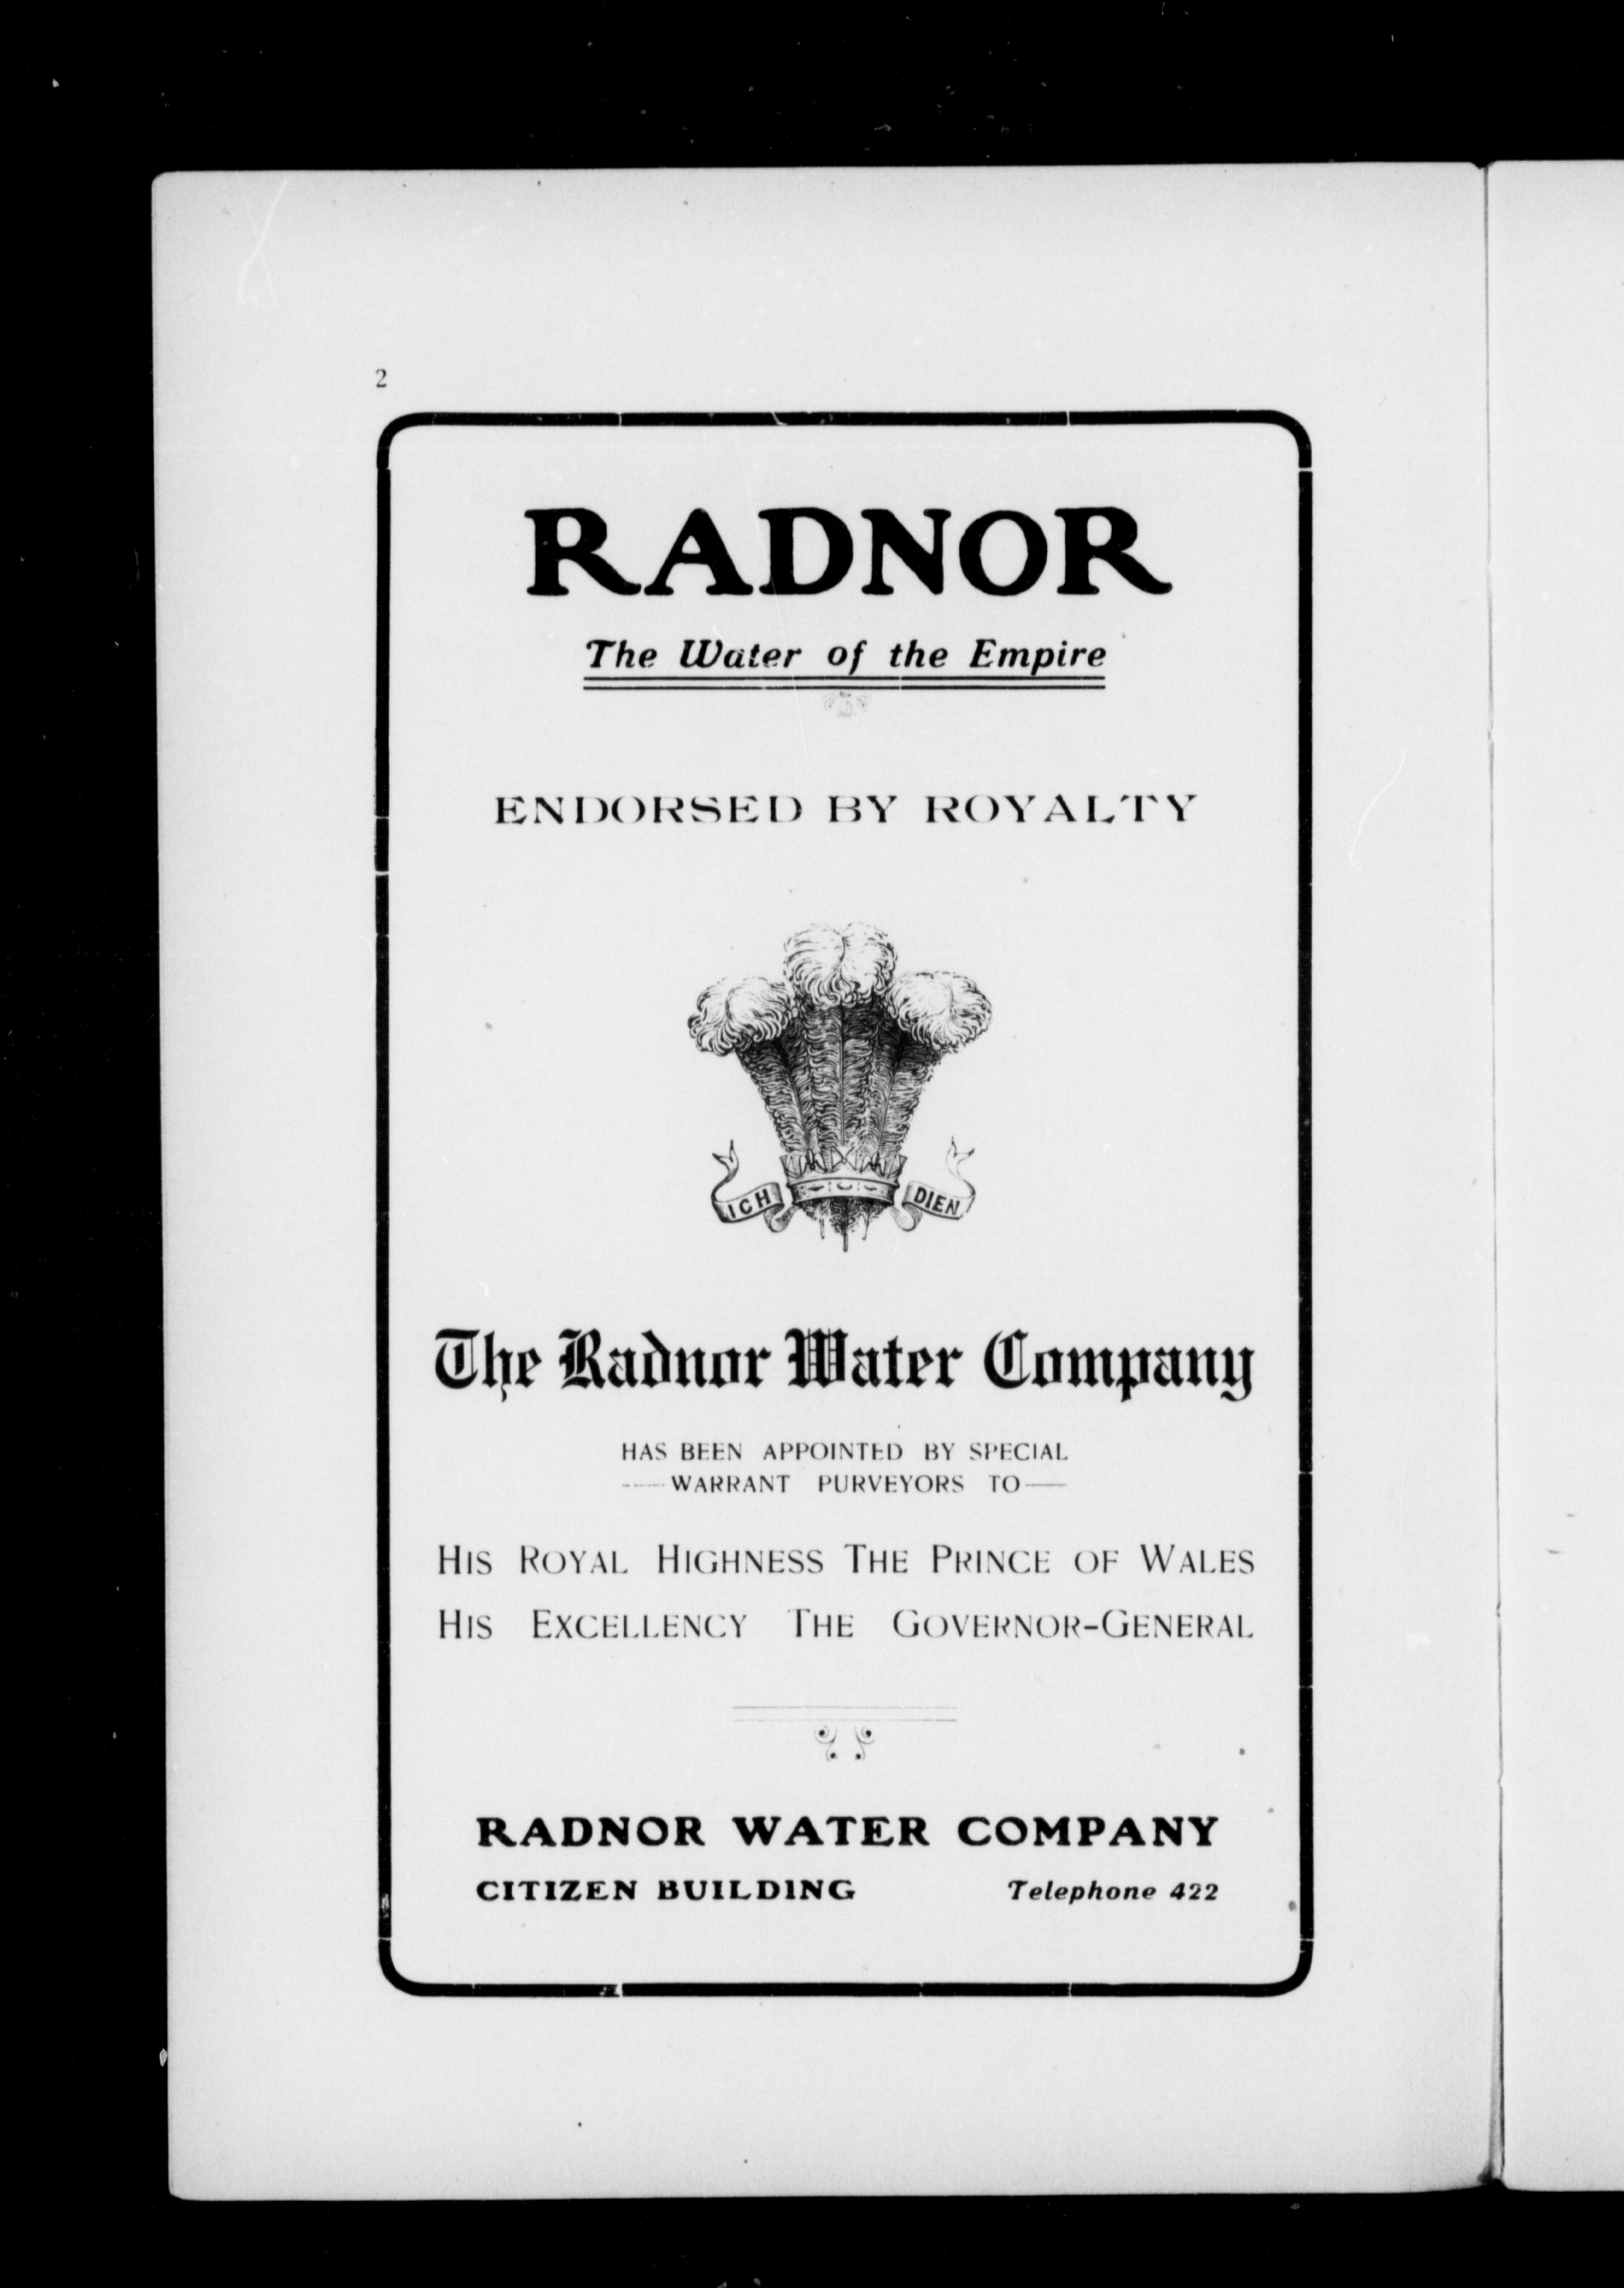 2
RADNOR
The Water of the Empire
ENDORSED BY ROYALTY
ICH DIEN
The Radnor Water Company
HAS BEEN APPOINTED BY SPECIAL
WARRANT PURVEYORS TO
HIS ROYAL HIGHNESS THE PRINCE OF WALES
HIS EXCELLENCY THE GOVERNOR-GENERAL
RADNOR WATER COMPANY
CITIZEN BUILDING Telephone 422